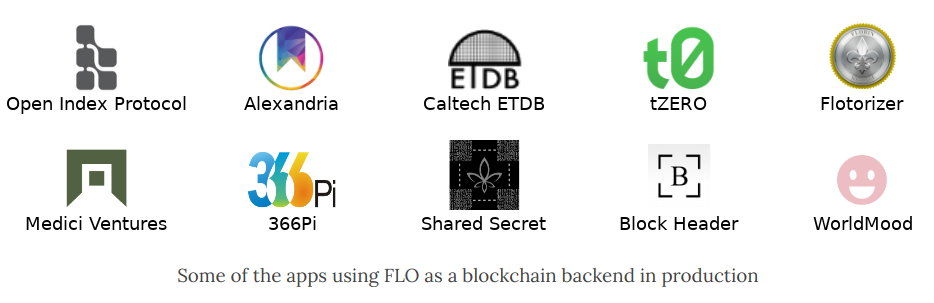 ETDB
t0
FLORIN
Open Index Protocol
Alexandria
Caltech ETDB
tZERO
Flotorizer
366Pi
B
Medici Ventures
366Pi
Shared Secret
Block Header
WorldMood
Some of the apps using FLO as a blockchain backend in production